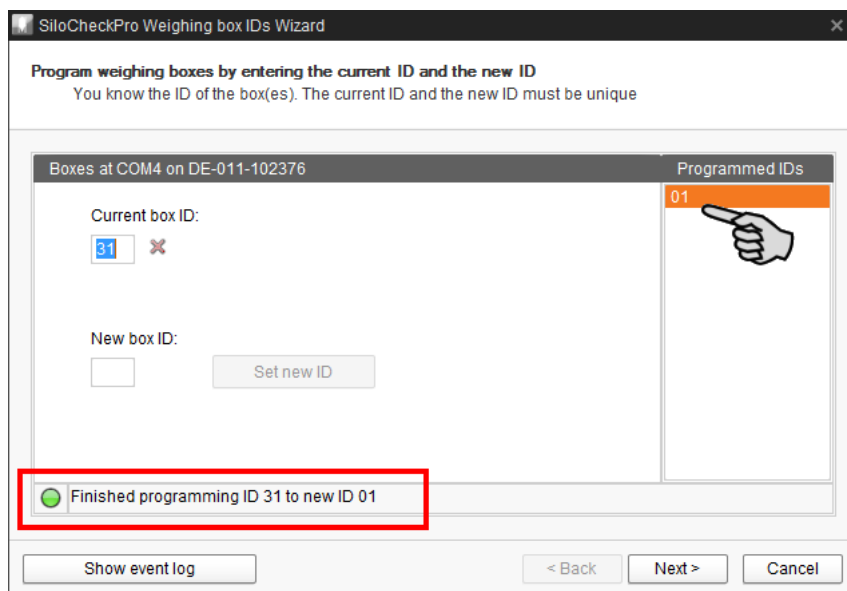 SiloCheckPro Weighing box IDs Wizard
Program weighing boxes by entering the current ID and the new ID
You know the ID of the box(es). The current ID and the new ID must be unique
Boxes at COM4 on DE-011-102376
Programmed IDs
01
Current box ID:
31
New box ID:
Set new ID
Finished programming ID 31 to new ID 01
Show event log
< Back
Next >
Cancel